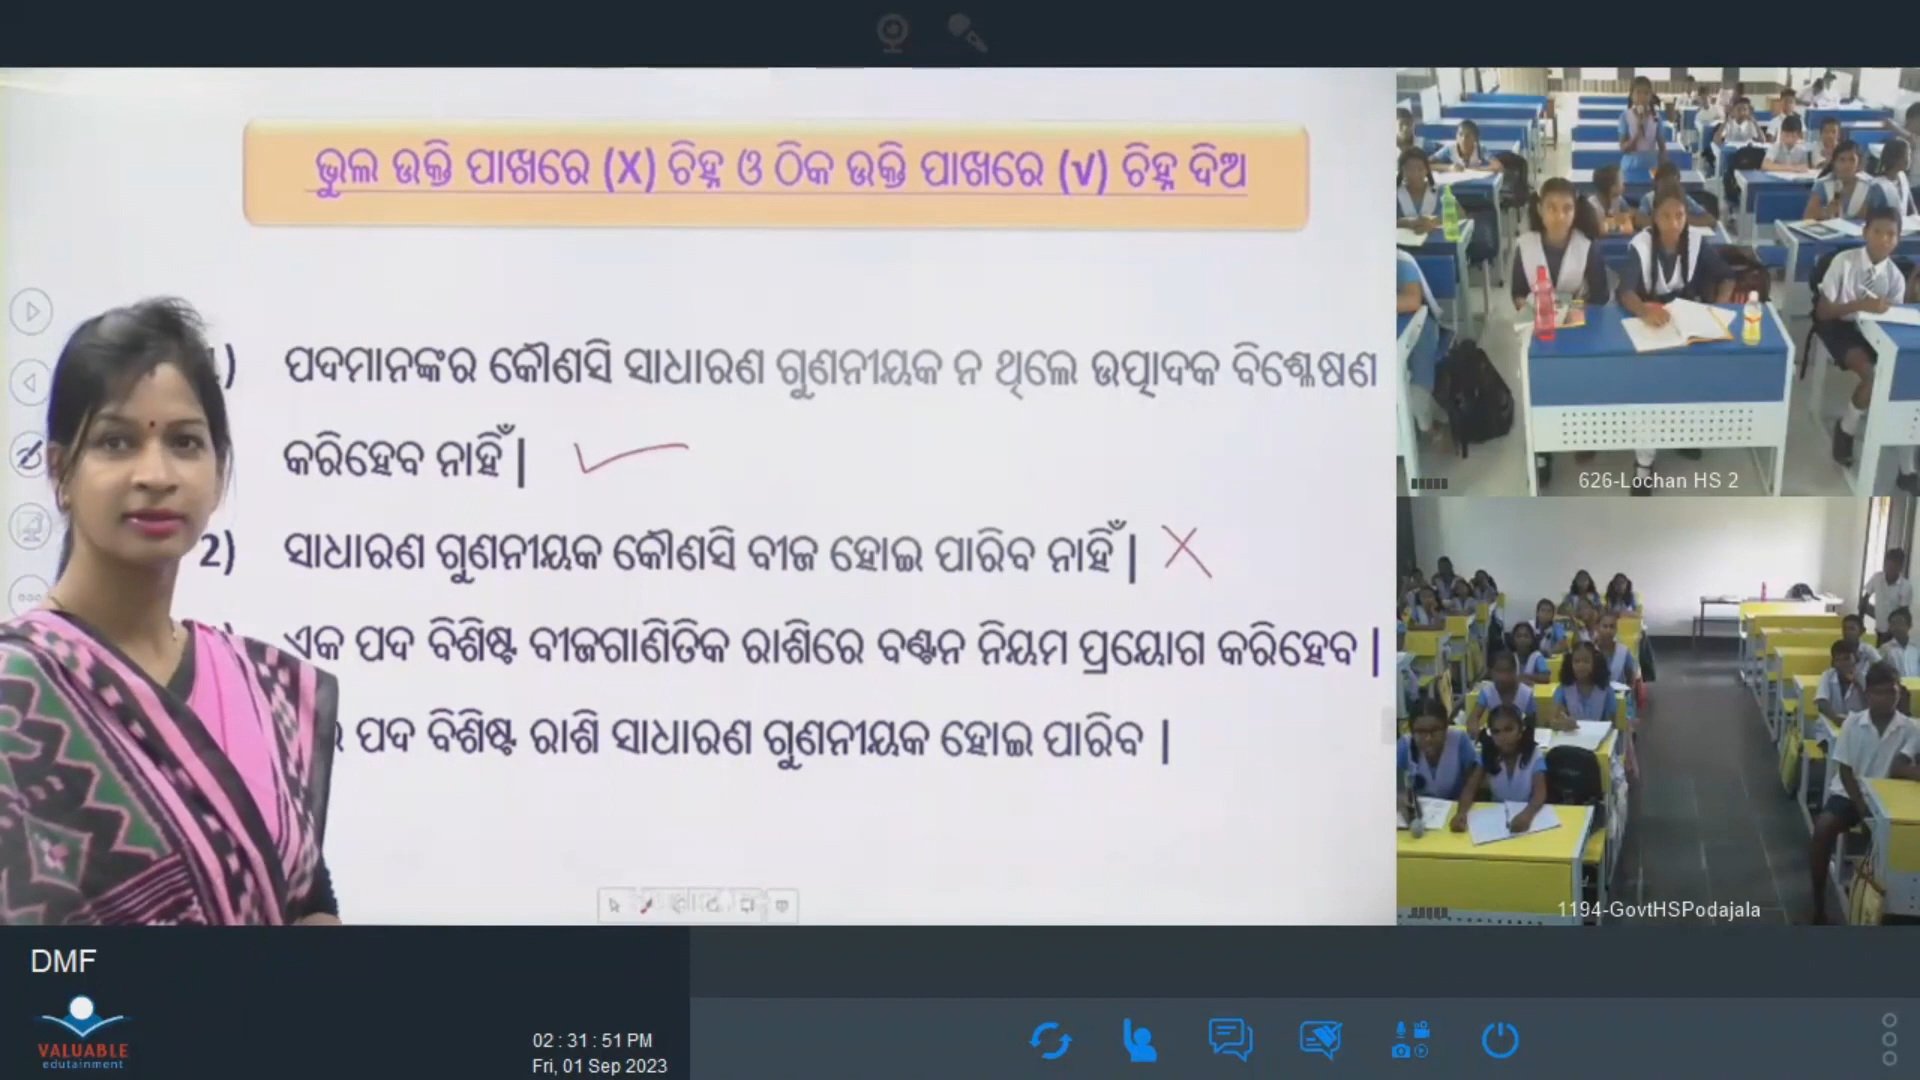 ଭୁଲ ଉକ୍ତି ପାଖରେ (X) ଚିହ୍ନ ଓ ଠିକ ଉକ୍ତି ପାଖରେ (√) ଚିହ୍ନ ଦିଅ
ପଦମାନଙ୍କର କୌଣସି ସାଧାରଣ ଗୁଣନୀୟକ ନ ଥିଲେ ଉତ୍ପାଦକ ବିଶ୍ଳେଷଣ
କରିହେବ ନାହିଁ |
2) ସାଧାରଣ ଗୁଣନୀୟକ କୌଣସି ବୀଜ ହୋଇ ପାରିବ ନାହିଁ |
ଏକ ପଦ ବିଶିଷ୍ଟ ବୀଜଗାଣିତିକ ରାଶିରେ ବଣ୍ଟନ ନିୟମ ପ୍ରୟୋଗ କରିହେବ |
ପଦ ବିଶିଷ୍ଟ ରାଶି ସାଧାରଣ ଗୁଣନୀୟକ ହୋଇ ପାରିବ |
626-Lochan HS 2
1194-GovtHSPodajala
DMF
VALUABLE
edutainment
02 : 31 : 51 PM
Fri, 01 Sep 2023